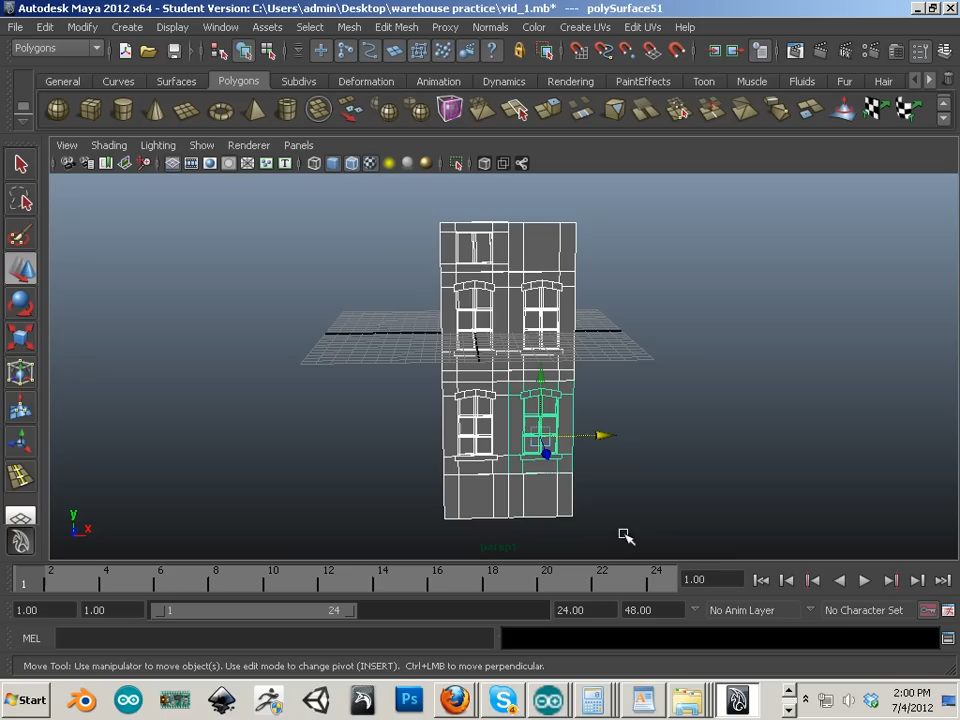 Autodesk Maya 2012 x64 - Student Version: C:\Users\admin\Desktop\warehouse practice\vid_1.mb* --- polySurface51
File Edit Modify Create Display Window Assets Select Mesh Edit Mesh Proxy Normals Color Create UVs Edit UVs Help
Polygons
General Curves Surfaces Polygons Subdivs Deformation Animation Dynamics Rendering PaintEffects Toon Muscle Fluids Fur Hair
View Shading Lighting Show Renderer Panels
y
x
persp1
2 4 6 8 10 12 14 16 18 20 22 24
1
1.00
1.00 1.00 1 24 24.00 48.00 No Anim Layer No Character Set
MEL
Move Tool: Use manipulator to move object(s). Use edit mode to change pivot (INSERT). Ctrl+LMB to move perpendicular.
Start
2:00 PM
7/4/2012